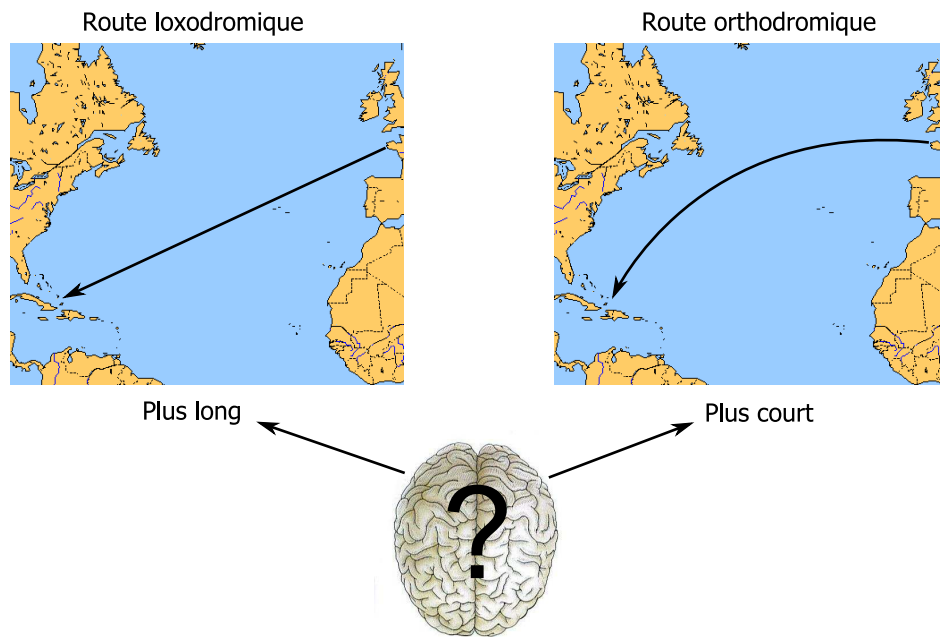 Route loxodromique
Route orthodromique
Plus long
Plus court
?